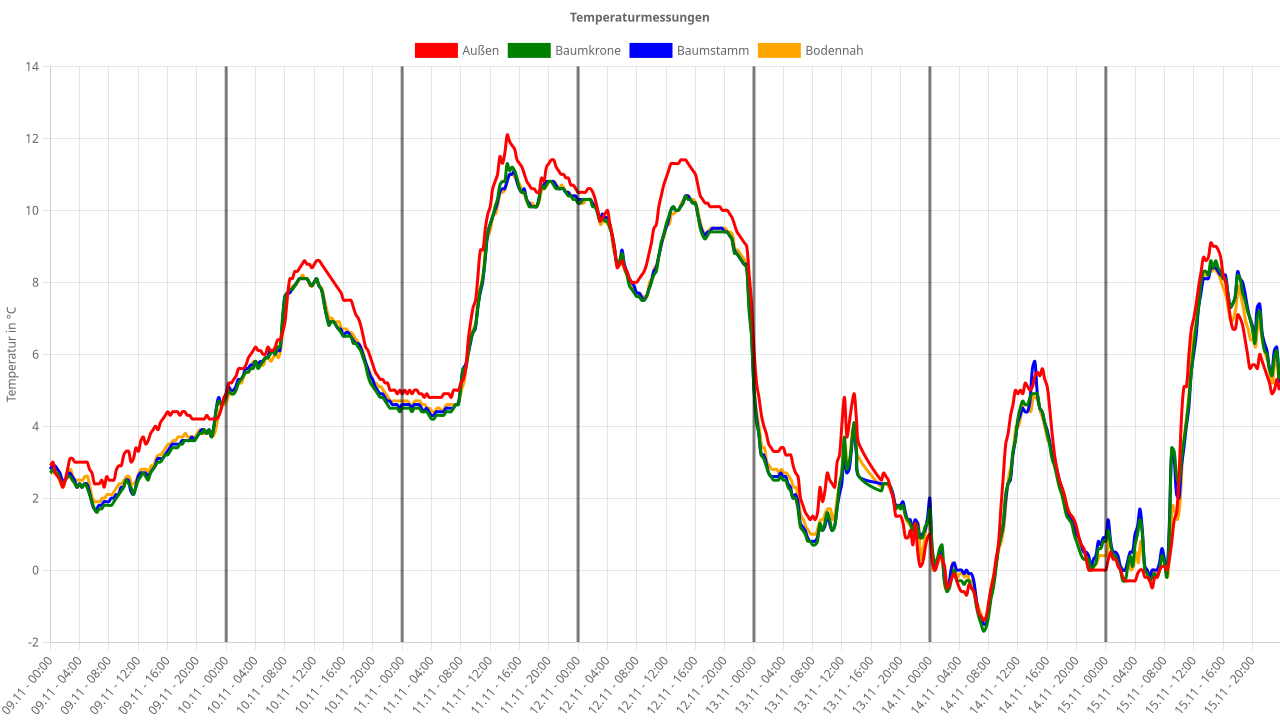 Temperaturmessungen
Außen Baumkrone Baumstamm Bodennah
Temperatur in °C
14
12
10
8
6
4
2
0
-2
09.11 - 00:00
09.11 - 04:00
09.11 - 08:00
09.11 - 12:00
09.11 - 16:00
09.11 - 20:00
10.11 - 00:00
10.11 - 04:00
10.11 - 08:00
10.11 - 12:00
10.11 - 16:00
10.11 - 20:00
11.11 - 00:00
11.11 - 04:00
11.11 - 08:00
11.11 - 12:00
11.11 - 16:00
11.11 - 20:00
12.11 - 00:00
12.11 - 04:00
12.11 - 08:00
12.11 - 12:00
12.11 - 16:00
12.11 - 20:00
13.11 - 00:00
13.11 - 04:00
13.11 - 08:00
13.11 - 12:00
13.11 - 16:00
13.11 - 20:00
14.11 - 00:00
14.11 - 04:00
14.11 - 08:00
14.11 - 12:00
14.11 - 16:00
14.11 - 20:00
15.11 - 00:00
15.11 - 04:00
15.11 - 08:00
15.11 - 12:00
15.11 - 16:00
15.11 - 20:00